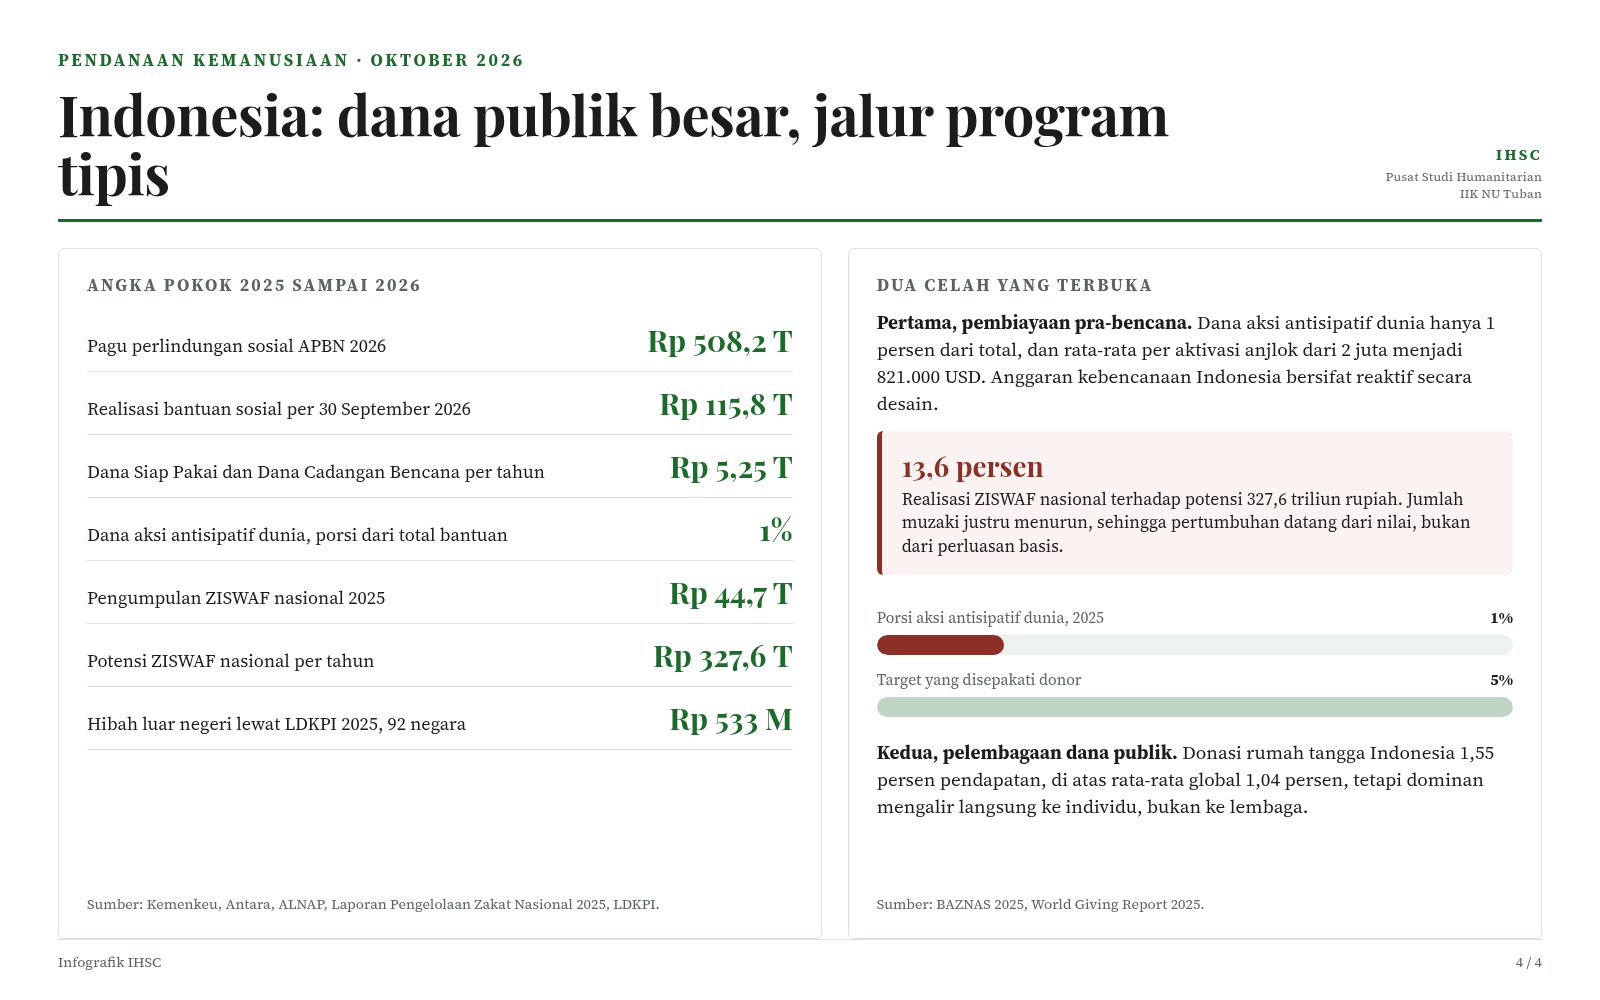 PENDANAAN KEMANUSIAAN · OKTOBER 2026
Indonesia: dana publik besar, jalur program
tipis
IHSC
Pusat Studi Humanitarian
IIK NU Tuban
ANGKA POKOK 2025 SAMPAI 2026
Pagu perlindungan sosial APBN 2026 Rp 508,2 T
Realisasi bantuan sosial per 30 September 2026 Rp 115,8 T
Dana Siap Pakai dan Dana Cadangan Bencana per tahun Rp 5,25 T
Dana aksi antisipatif dunia, porsi dari total bantuan 1%
Pengumpulan ZISWAF nasional 2025 Rp 44,7 T
Potensi ZISWAF nasional per tahun Rp 327,6 T
Hibah luar negeri lewat LDKPI 2025, 92 negara Rp 533 M
Sumber: Kemenkeu, Antara, ALNAP, Laporan Pengelolaan Zakat Nasional 2025, LDKPI.
DUA CELAH YANG TERBUKA
Pertama, pembiayaan pra-bencana. Dana aksi antisipatif dunia hanya 1
persen dari total, dan rata-rata per aktivasi anjlok dari 2 juta menjadi
821.000 USD. Anggaran kebencanaan Indonesia bersifat reaktif secara
desain.
13,6 persen
Realisasi ZISWAF nasional terhadap potensi 327,6 triliun rupiah. Jumlah
muzaki justru menurun, sehingga pertumbuhan datang dari nilai, bukan
dari perluasan basis.
Porsi aksi antisipatif dunia, 2025 1%
Target yang disepakati donor 5%
Kedua, pelembagaan dana publik. Donasi rumah tangga Indonesia 1,55
persen pendapatan, di atas rata-rata global 1,04 persen, tetapi dominan
mengalir langsung ke individu, bukan ke lembaga.
Sumber: BAZNAS 2025, World Giving Report 2025.
Infografik IHSC
4 / 4